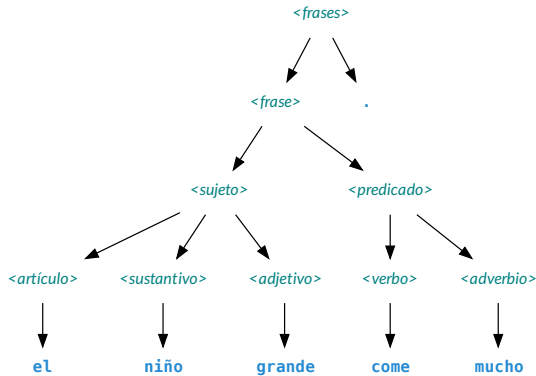 <frases>
<frase> .
<sujeto> <predicado>
<artículo> <sustantivo> <adjetivo> <verbo> <adverbio>
el niño grande come mucho